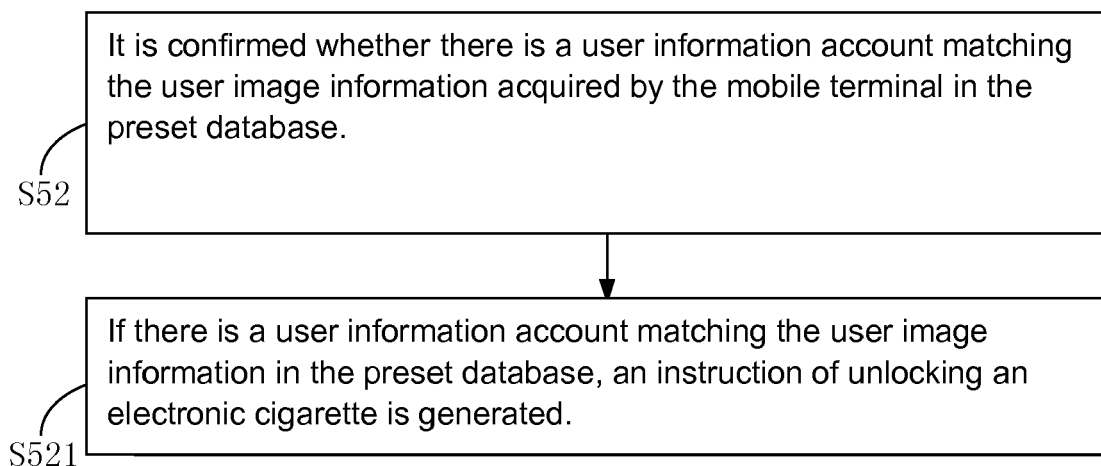 It is confirmed whether there is a user information account matching
the user image information acquired by the mobile terminal in the
preset database.
S52
If there is a user information account matching the user image
information in the preset database, an instruction of unlocking an
electronic cigarette is generated.
S521